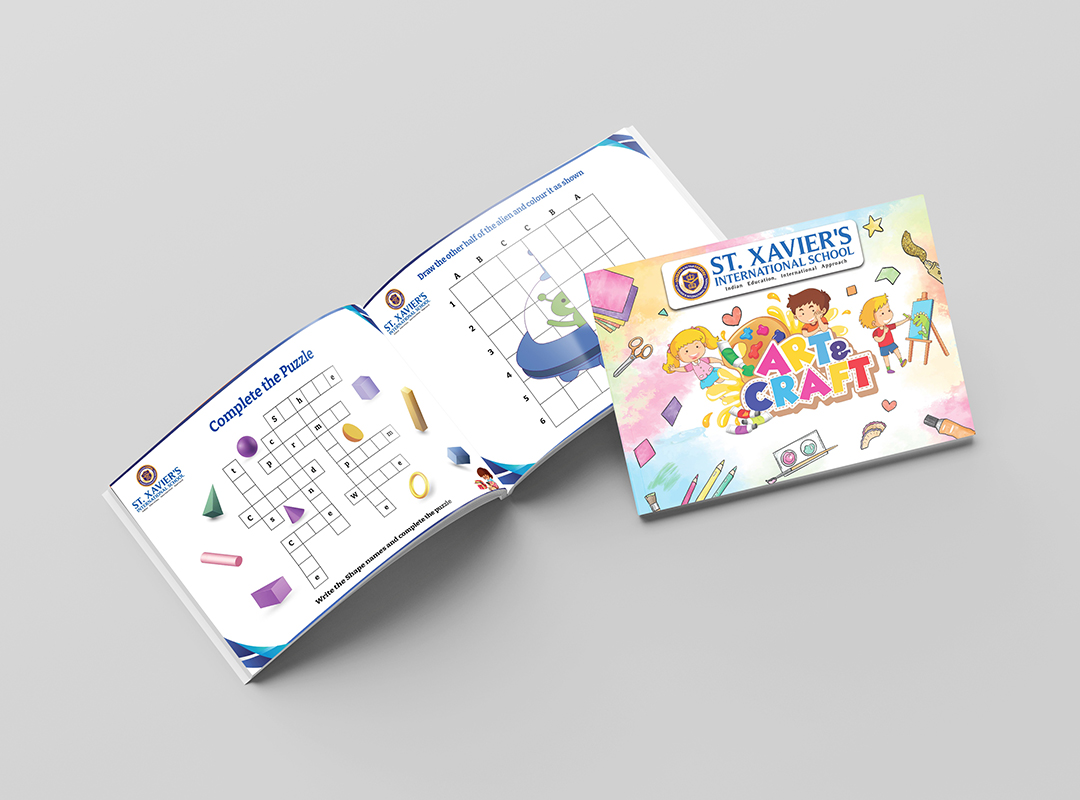 Complete the Puzzle
ST. XAVIER'S
INTERNATIONAL SCHOOL
s h e
c r m
t p m
d p
n w e
C s e
C e
e
Write the Shape names and complete the puzzle
Draw the other half of the alien and colour it as shown
ST. XAVIER'S
INTERNATIONAL SCHOOL
A B C C B A
1
2
3
4
5
6
ST. XAVIER'S
INTERNATIONAL SCHOOL
Indian Education, International Approach
ART &
CRAFT